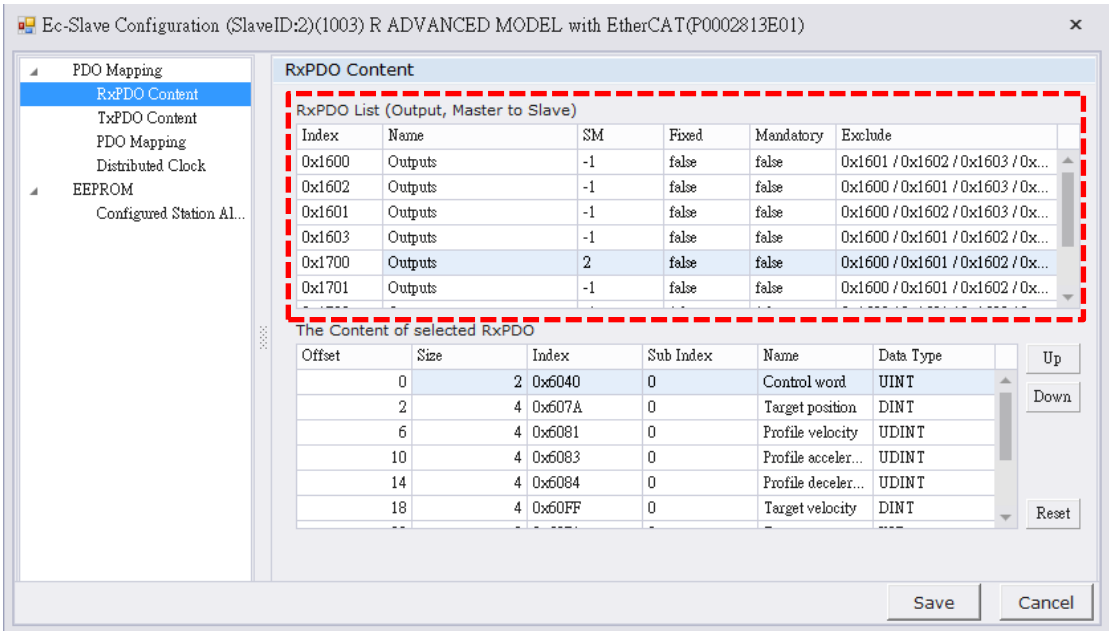 Ec-Slave Configuration (SlaveID:2)(1003) R ADVANCED MODEL with EtherCAT(P0002813E01)
PDO Mapping
RxPDO Content
TxPDO Content
PDO Mapping
Distributed Clock
EEPROM
Configured Station Al...
RxPDO Content
RxPDO List (Output, Master to Slave)
Index Name SM Fixed Mandatory Exclude
0x1600 Outputs -1 false false 0x1601 / 0x1602 / 0x1603 / 0x...
0x1602 Outputs -1 false false 0x1600 / 0x1601 / 0x1603 / 0x...
0x1601 Outputs -1 false false 0x1600 / 0x1602 / 0x1603 / 0x...
0x1603 Outputs -1 false false 0x1600 / 0x1601 / 0x1602 / 0x...
0x1700 Outputs 2 false false 0x1600 / 0x1601 / 0x1602 / 0x...
0x1701 Outputs -1 false false 0x1600 / 0x1601 / 0x1602 / 0x...
The Content of selected RxPDO
Offset Size Index Sub Index Name Data Type
0 2 0x6040 0 Control word UINT
2 4 0x607A 0 Target position DINT
6 4 0x6081 0 Profile velocity UDINT
10 4 0x6083 0 Profile acceler... UDINT
14 4 0x6084 0 Profile deceler... UDINT
18 4 0x60FF 0 Target velocity DINT
Up
Down
Reset
Save Cancel